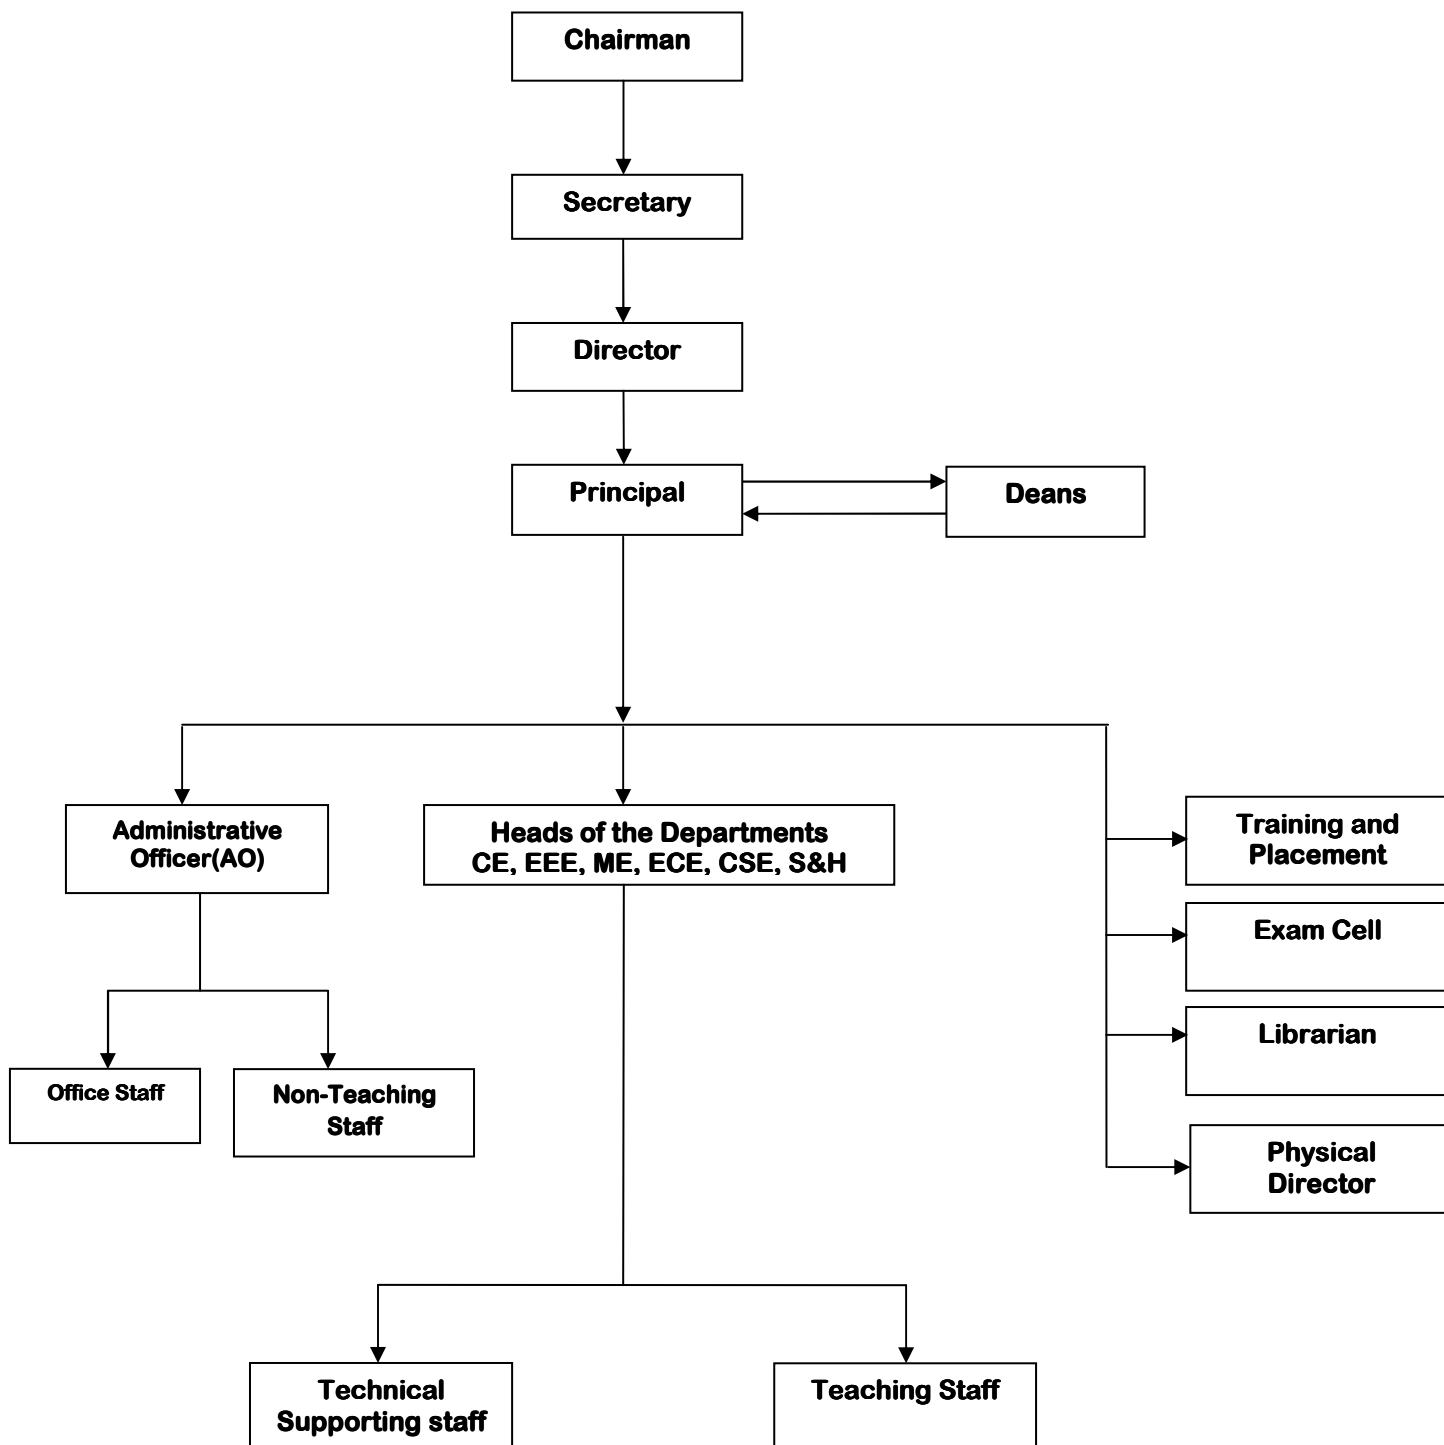 Chairman
Secretary
Director
Principal
Deans
Administrative
Officer(AO)
Heads of the Departments
CE, EEE, ME, ECE, CSE, S&H
Training and
Placement
Exam Cell
Librarian
Physical
Director
Office Staff
Non-Teaching
Staff
Technical
Supporting staff
Teaching Staff